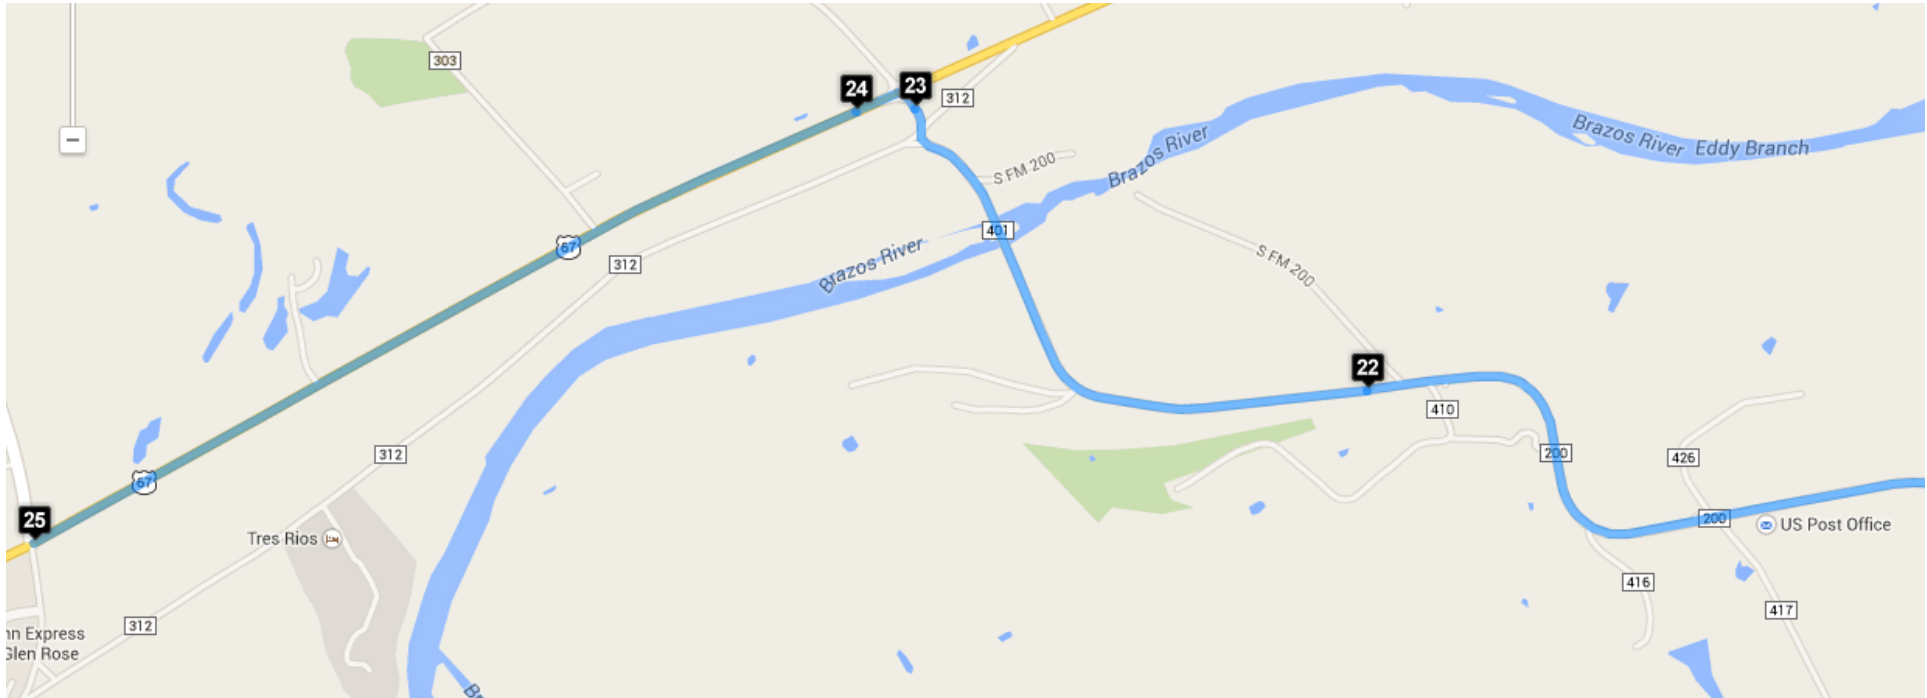 303
24
23
312
Brazos River
Brazos River Eddy Branch
S FM 200
401
Brazos River
67
312
S FM 200
22
410
312
200
426
67
25
Tres Rios
200
US Post Office
416
312
417
nn Express
Glen Rose